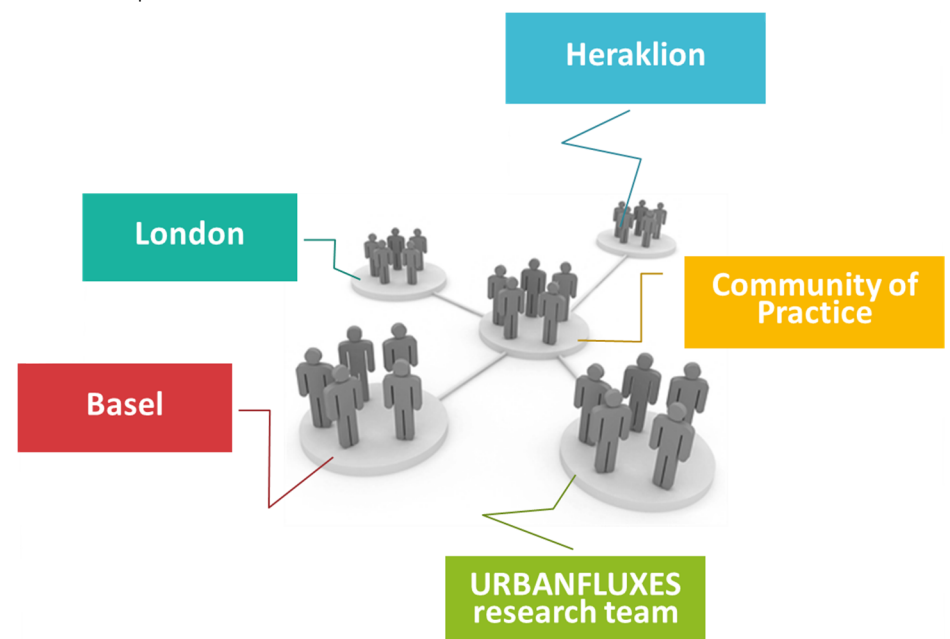 Heraklion
London
Community of
Practice
Basel
URBANFLUXES
research team